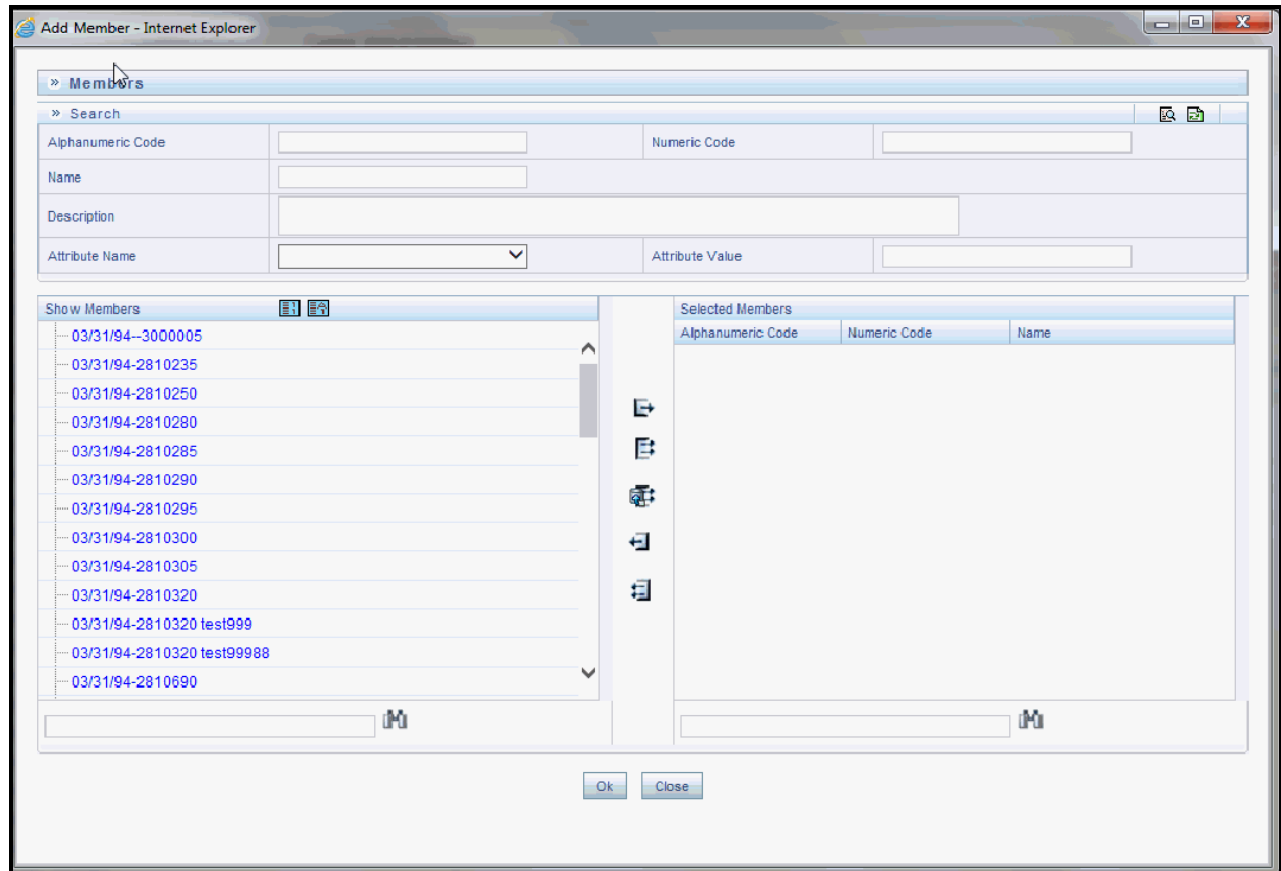 Add Member - Internet Explorer
» Members
» Search
Alphanumeric Code
Numeric Code
Name
Description
Attribute Name
Attribute Value
Show Members
03/31/94--3000005
03/31/94-2810235
03/31/94-2810250
03/31/94-2810280
03/31/94-2810285
03/31/94-2810290
03/31/94-2810295
03/31/94-2810300
03/31/94-2810305
03/31/94-2810320
03/31/94-2810320 test999
03/31/94-2810320 test99988
03/31/94-2810690
Selected Members
Alphanumeric Code Numeric Code Name
Ok Close